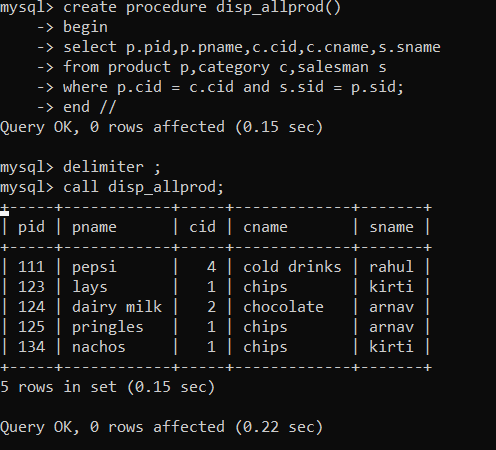 mysql> create procedure disp_allprod()
    -> begin
    -> select p.pid,p.pname,c.cid,c.cname,s.sname
    -> from product p,category c,salesman s
    -> where p.cid = c.cid and s.sid = p.sid;
    -> end //
Query OK, 0 rows affected (0.15 sec)

mysql> delimiter ;
mysql> call disp_allprod;
+-----+------------+-----+-------------+-------+
| pid | pname      | cid | cname       | sname |
+-----+------------+-----+-------------+-------+
| 111 | pepsi      |   4 | cold drinks | rahul |
| 123 | lays       |   1 | chips       | kirti |
| 124 | dairy milk |   2 | chocolate   | arnav |
| 125 | pringles   |   1 | chips       | arnav |
| 134 | nachos     |   1 | chips       | kirti |
+-----+------------+-----+-------------+-------+
5 rows in set (0.15 sec)

Query OK, 0 rows affected (0.22 sec)